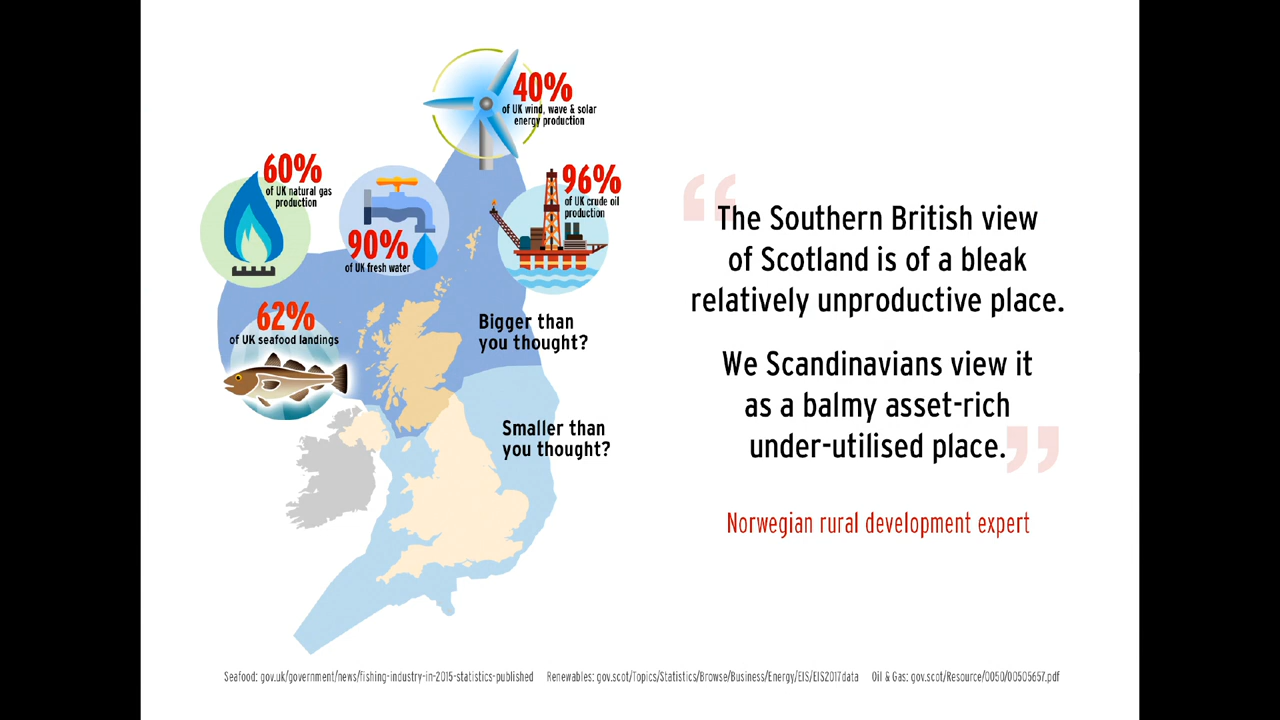 40%
of UK wind, wave & solar
energy production
60%
of UK natural gas
production
96%
of UK crude oil
production
90%
of UK fresh water
62%
of UK seafood landings
Bigger than
you thought?
Smaller than
you thought?
“The Southern British view
of Scotland is of a bleak
relatively unproductive place.
We Scandinavians view it
as a balmy asset-rich
under-utilised place.”
Norwegian rural development expert
Seafood: gov.uk/government/news/fishing-industry-in-2015-statistics-published Renewables: gov.scot/Topics/Statistics/Browse/Business/Energy/EIS/EIS2017data Oil & Gas: gov.scot/Resource/0050/00505657.pdf